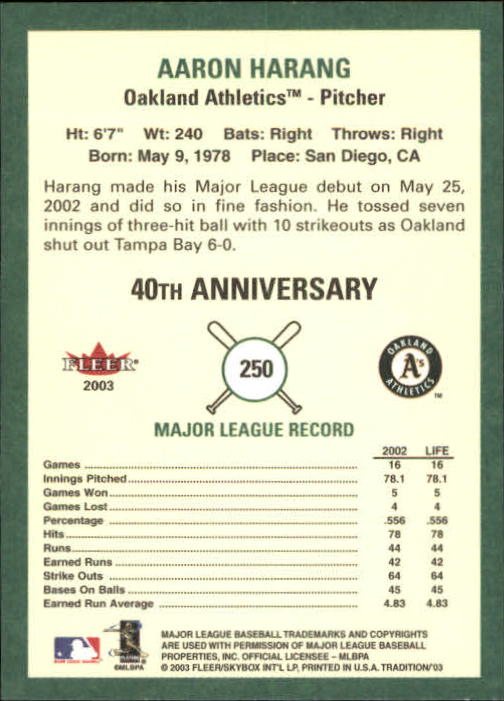 AARON HARANG
Oakland Athletics™ - Pitcher
Ht: 6'7" Wt: 240 Bats: Right Throws: Right
Born: May 9, 1978 Place: San Diego, CA
Harang made his Major League debut on May 25,
2002 and did so in fine fashion. He tossed seven
innings of three-hit ball with 10 strikeouts as Oakland
shut out Tampa Bay 6-0.
40TH ANNIVERSARY
FLEER®
2003
250
OAKLAND
A's
ATHLETICS
™
MAJOR LEAGUE RECORD
2002 LIFE
Games 16 16
Innings Pitched 78.1 78.1
Games Won 5 5
Games Lost 4 4
Percentage .556 .556
Hits 78 78
Runs 44 44
Earned Runs 42 42
Strike Outs 64 64
Bases On Balls 45 45
Earned Run Average 4.83 4.83
©MLBPA
MAJOR LEAGUE BASEBALL TRADEMARKS AND COPYRIGHTS
ARE USED WITH PERMISSION OF MAJOR LEAGUE BASEBALL
PROPERTIES, INC. OFFICIAL LICENSEE - MLBPA
© 2003 FLEER/SKYBOX INT'L LP, PRINTED IN U.S.A. TRADITION'03